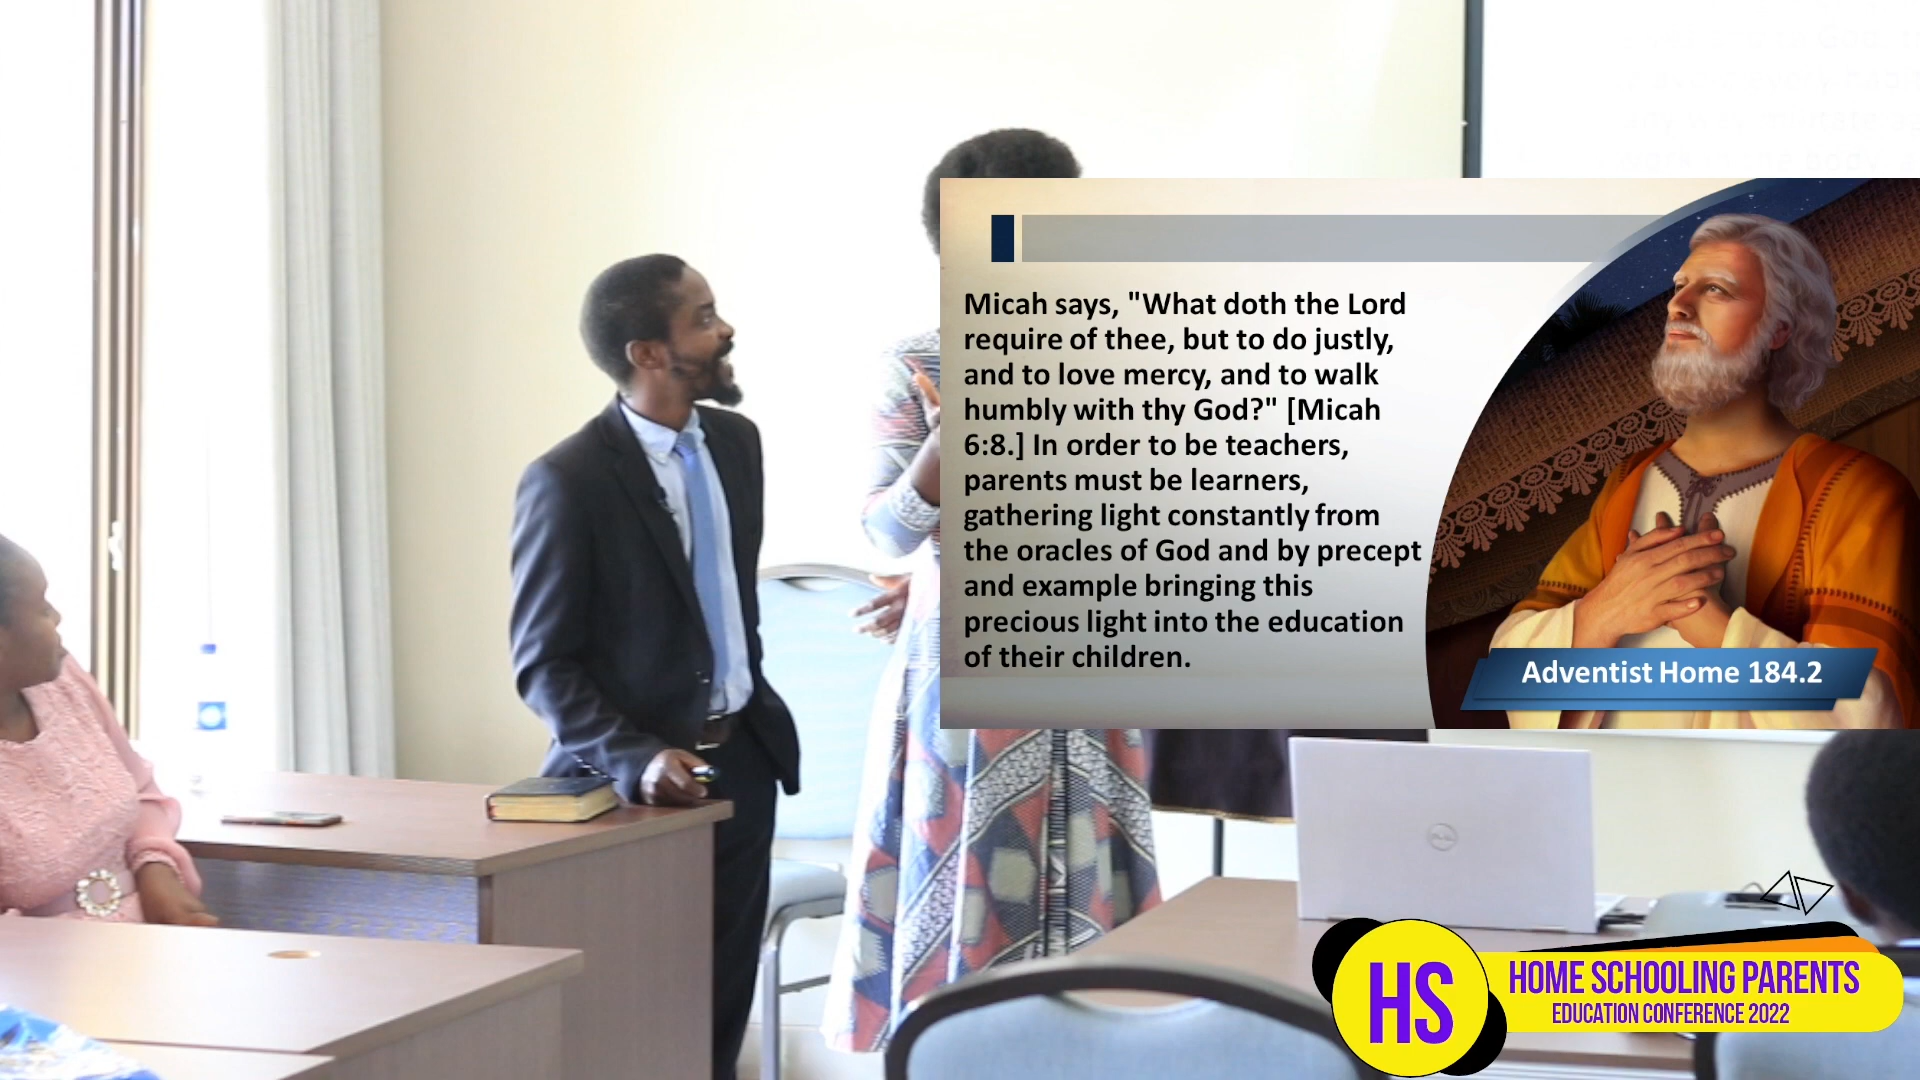 Micah says, "What doth the Lord
require of thee, but to do justly,
and to love mercy, and to walk
humbly with thy God?" [Micah
6:8.] In order to be teachers,
parents must be learners,
gathering light constantly from
the oracles of God and by precept
and example bringing this
precious light into the education
of their children.
Adventist Home 184.2
HS
HOME SCHOOLING PARENTS
EDUCATION CONFERENCE 2022